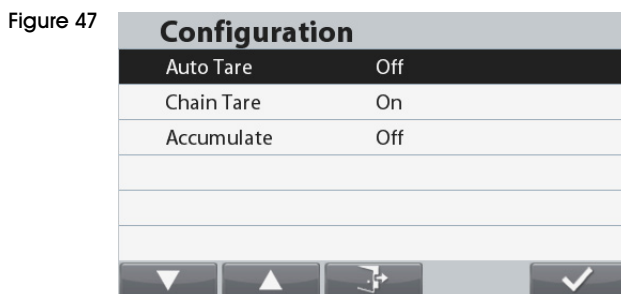 Figure 47
Configuration
Auto Tare Off
Chain Tare On
Accumulate Off